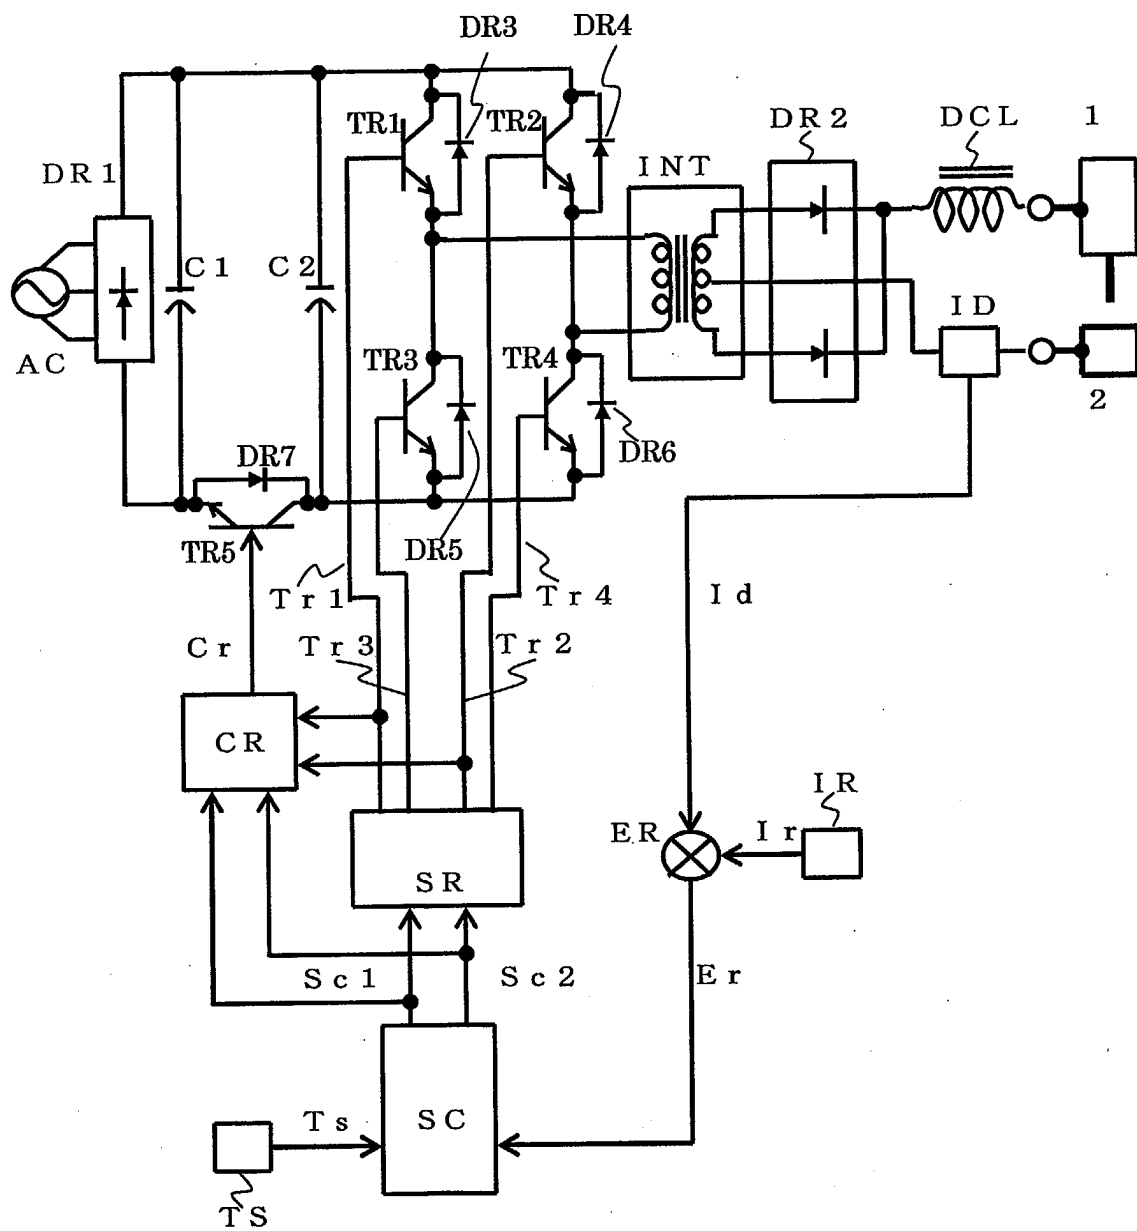 DR3
DR4
TR1
TR2
DR2
DCL
1
DR1
INT
C1
C2
ID
AC
TR3
TR4
2
DR7
DR6
TR5
DR5
Tr1
Tr4
Id
Cr
Tr3
Tr2
CR
IR
ER
Ir
SR
Sc1
Sc2
Er
Ts
SC
TS